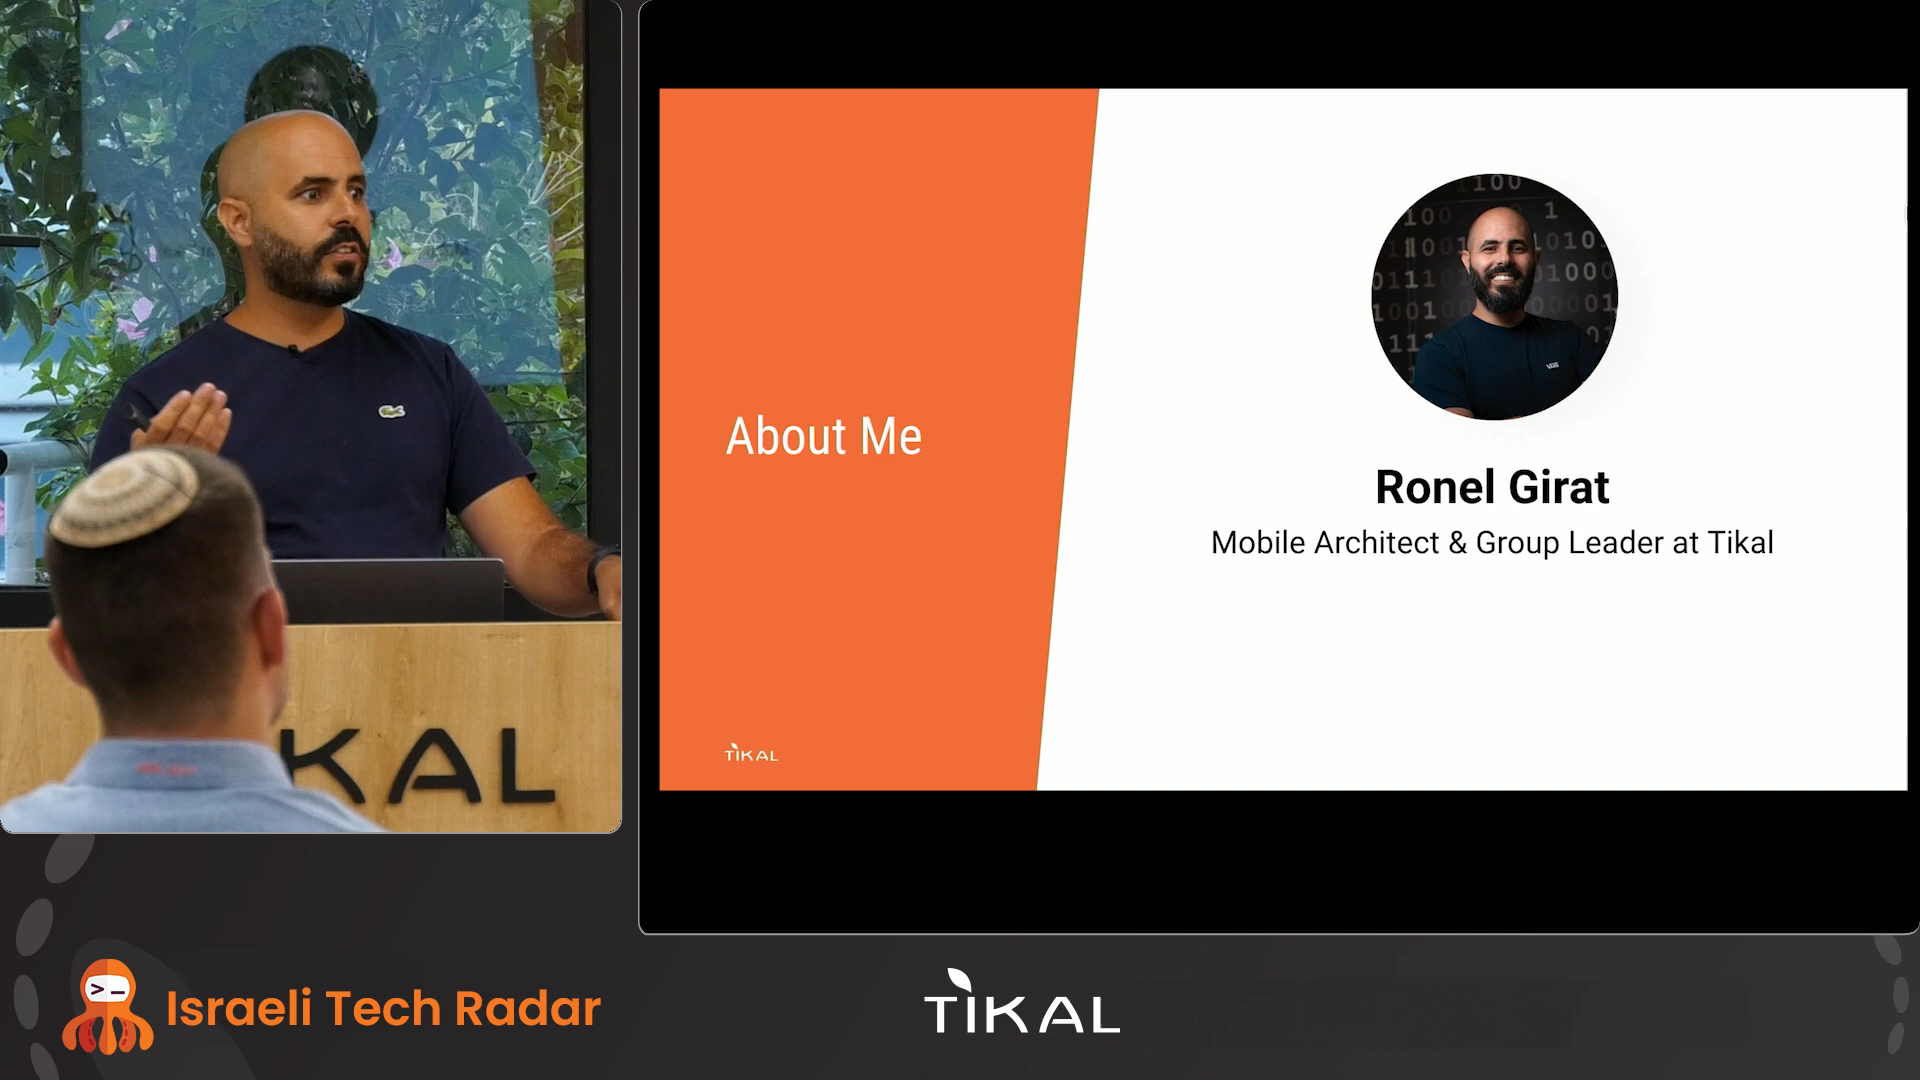 KAL
About Me
Ronel Girat
Mobile Architect & Group Leader at Tikal
TIKAL
>_
Israeli Tech Radar
TIKAL